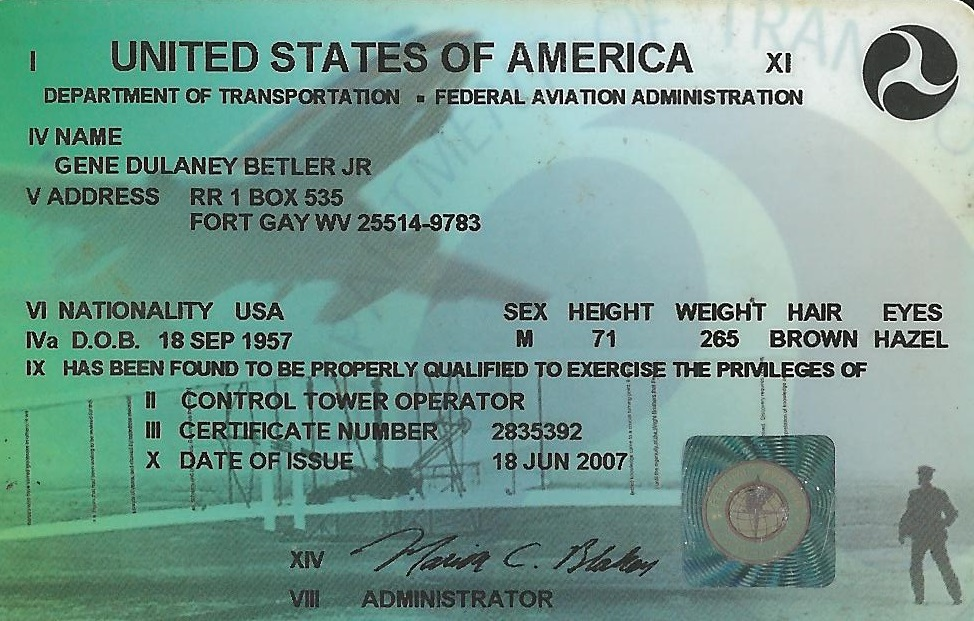 I UNITED STATES OF AMERICA XI
DEPARTMENT OF TRANSPORTATION ▪ FEDERAL AVIATION ADMINISTRATION
IV NAME
GENE DULANEY BETLER JR
V ADDRESS RR 1 BOX 535
FORT GAY WV 25514-9783
VI NATIONALITY USA SEX HEIGHT WEIGHT HAIR EYES
IVa D.O.B. 18 SEP 1957 M 71 265 BROWN HAZEL
IX HAS BEEN FOUND TO BE PROPERLY QUALIFIED TO EXERCISE THE PRIVILEGES OF
II CONTROL TOWER OPERATOR
III CERTIFICATE NUMBER 2835392
X DATE OF ISSUE 18 JUN 2007
XIV Marion C. Blakey
VIII ADMINISTRATOR